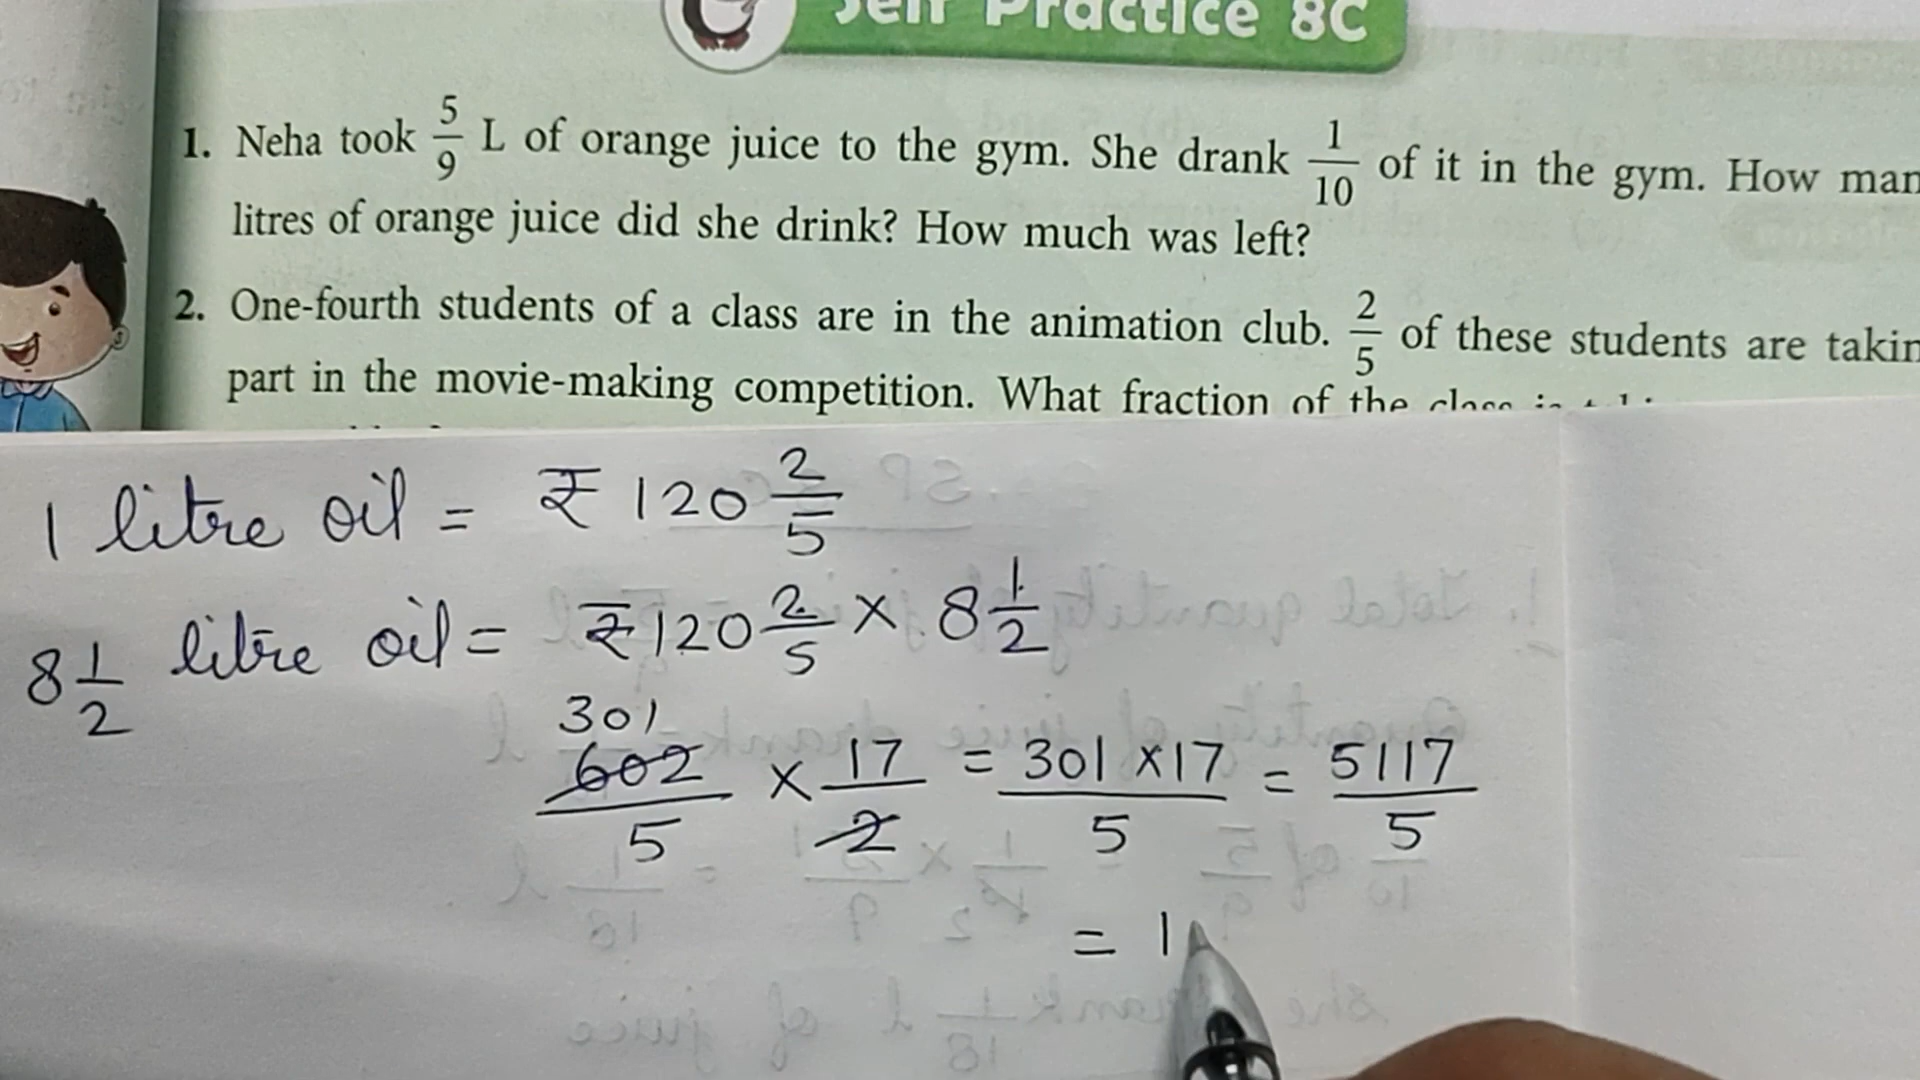 Self Practice 8C
1. Neha took 5/9 L of orange juice to the gym. She drank 1/10 of it in the gym. How
litres of orange juice did she drink? How much was left?
2. One-fourth students of a class are in the animation club. 2/5 of these students are
part in the movie-making competition. What fraction of the class is
1 litre oil = ₹ 120 2/5
8 1/2 litre oil = ₹120 2/5 × 8 1/2
301
602/5 × 17/2 = 301 × 17/5 = 5117/5
= 1